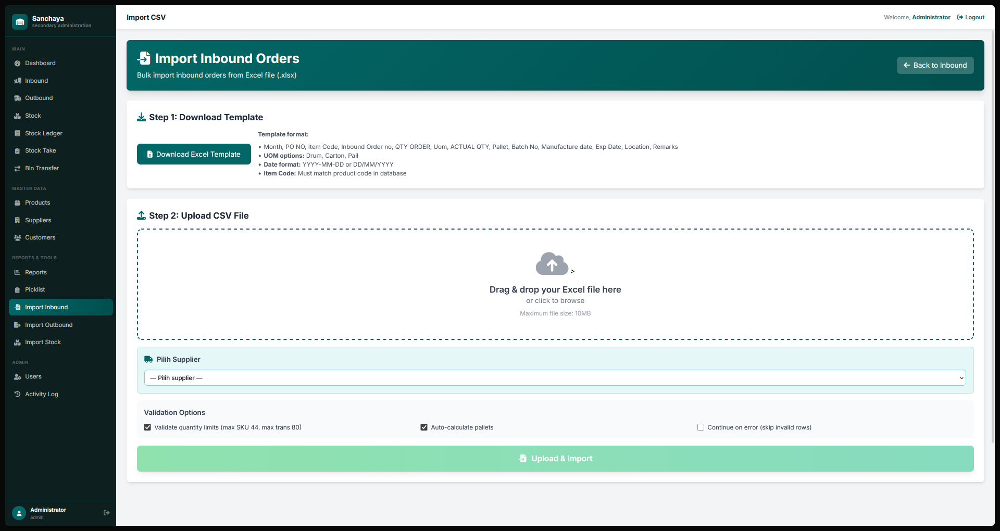 Sanchaya
secondary administration
MAIN
Dashboard
Inbound
Outbound
Stock
Stock Ledger
Stock Take
Bin Transfer
MASTER DATA
Products
Suppliers
Customers
REPORTS & TOOLS
Reports
Picklist
Import Inbound
Import Outbound
Import Stock
ADMIN
Users
Activity Log
Administrator
admin
Import CSV
Welcome, Administrator
Logout
Import Inbound Orders
Bulk import inbound orders from Excel file (.xlsx)
← Back to Inbound
Step 1: Download Template
Download Excel Template
Template format:
• Month, PO NO, Item Code, Inbound Order no, QTY ORDER, Uom, ACTUAL QTY, Pallet, Batch No, Manufacture date, Exp Date, Location, Remarks
• UOM options: Drum, Carton, Pail
• Date format: YYYY-MM-DD or DD/MM/YYYY
• Item Code: Must match product code in database
Step 2: Upload CSV File
>
Drag & drop your Excel file here
or click to browse
Maximum file size: 10MB
Pilih Supplier
— Pilih supplier —
Validation Options
Validate quantity limits (max SKU 44, max trans 80)
Auto-calculate pallets
Continue on error (skip invalid rows)
Upload & Import